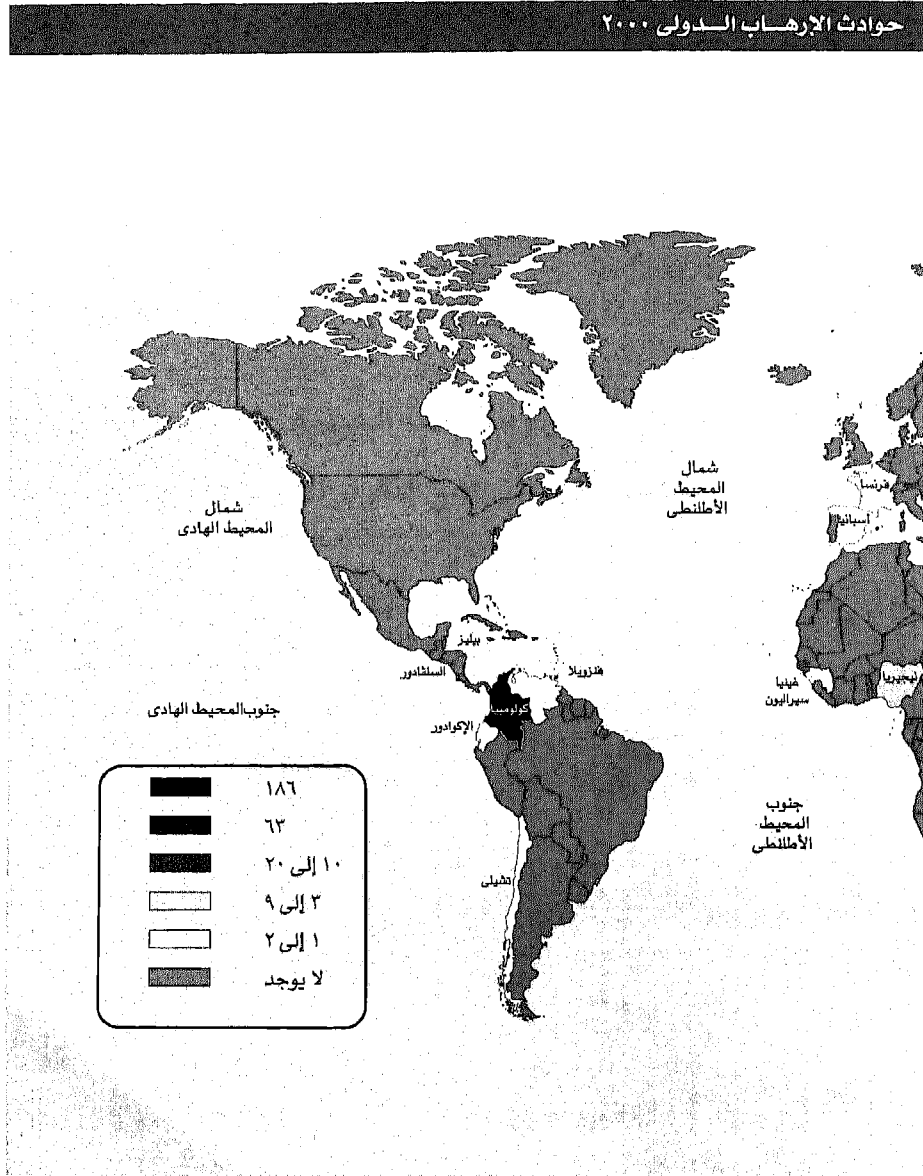 حوادث الإرهاب الدولى ٢٠٠٠
شمال
المحيط
الأطلنطى
فرنسا
أسبانيا
شمال
المحيط الهادى
بيليز
السلفادور
فنزويلا
نيجيريا
غينيا
سيراليون
كولومبيا
جنوب المحيط الهادى
الإكوادور
جنوب
المحيط
الأطلنطى
تشيلى
١٨٦
٦٣
١٠ إلى ٢٠
٣ إلى ٩
١ إلى ٢
لا يوجد